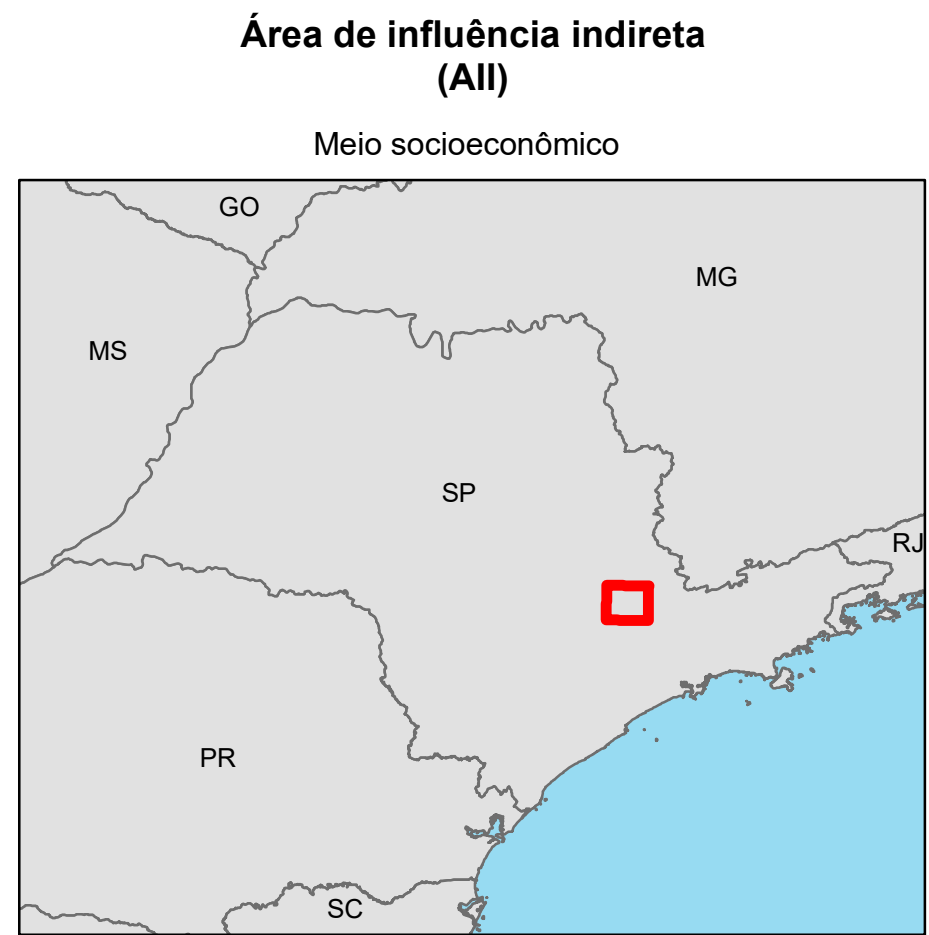 Área de influência indireta
(AII)
Meio socioeconômico
GO
MG
MS
SP
RJ
PR
SC